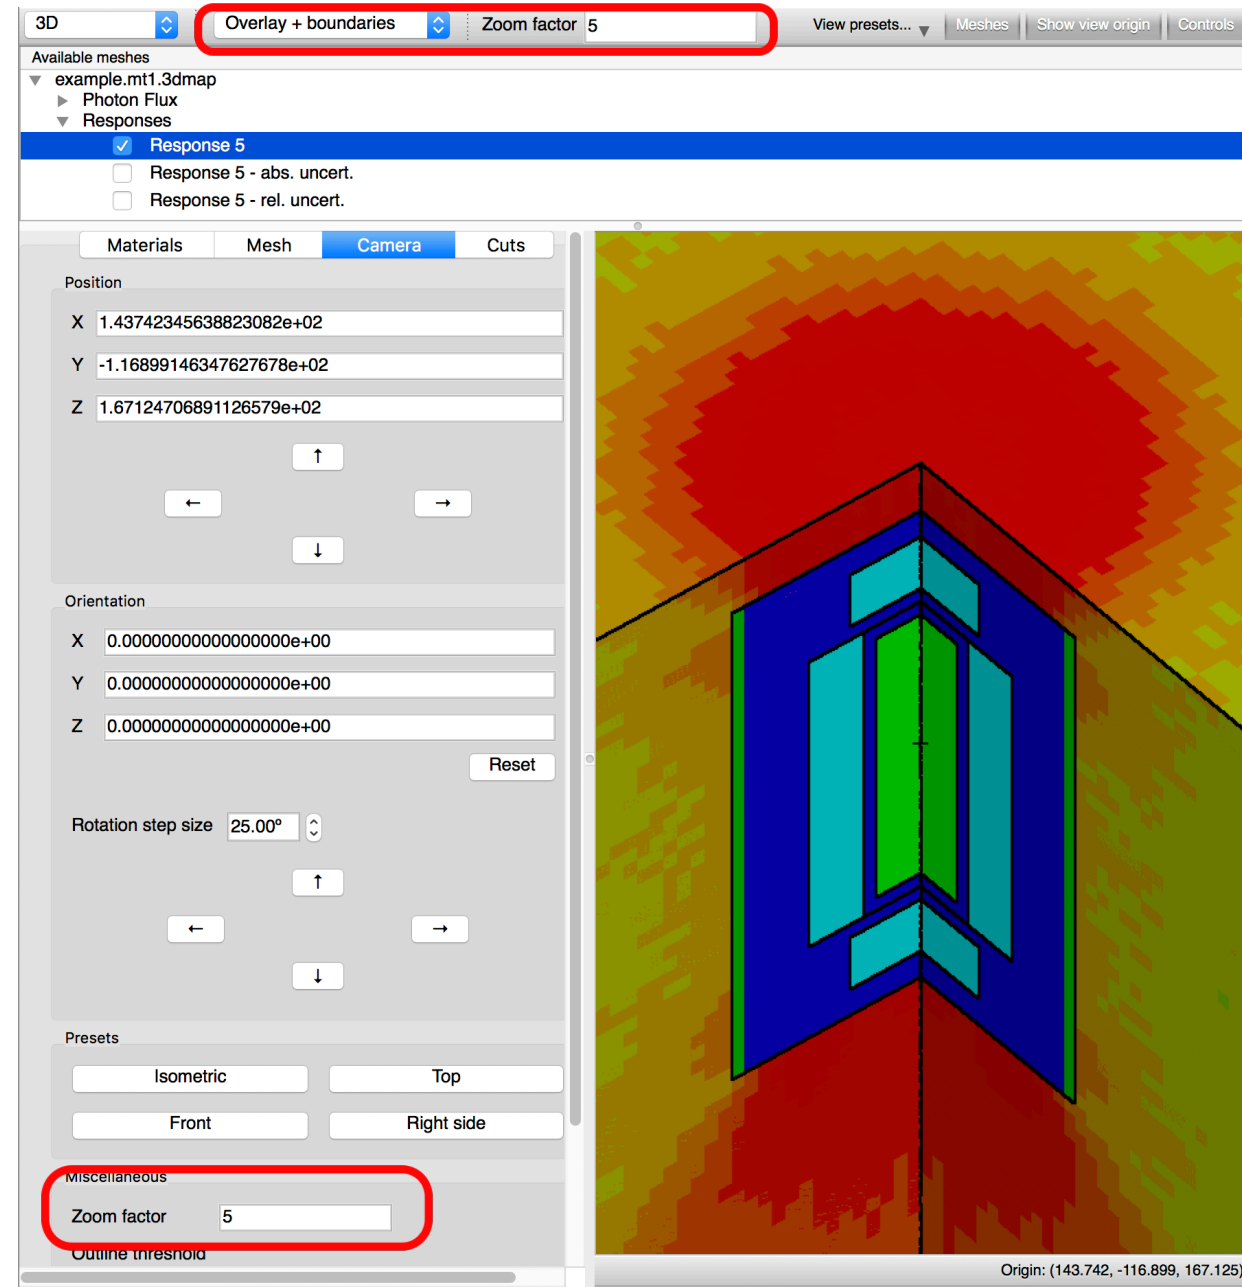 3D Overlay + boundaries Zoom factor 5 View presets... Meshes Show view origin Controls
Available meshes
example.mt1.3dmap
Photon Flux
Responses
Response 5
Response 5 - abs. uncert.
Response 5 - rel. uncert.
Materials Mesh Camera Cuts
Position
X 1.43742345638823082e+02
Y -1.16899146347627678e+02
Z 1.67124706891126579e+02
↑
← →
↓
Orientation
X 0.00000000000000000e+00
Y 0.00000000000000000e+00
Z 0.00000000000000000e+00
Reset
Rotation step size 25.00º
↑
← →
↓
Presets
Isometric Top
Front Right side
Miscellaneous
Zoom factor 5
Outline threshold
Origin: (143.742, -116.899, 167.125)